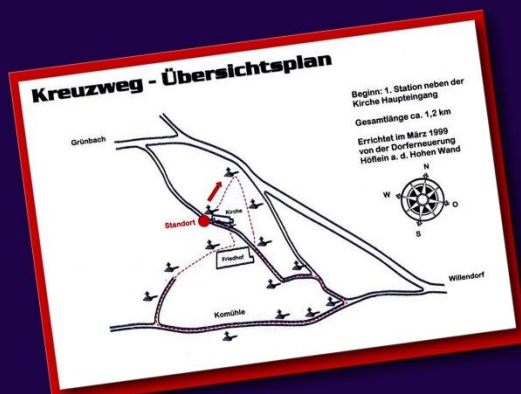 Kreuzweg - Übersichtsplan
Beginn: 1. Station neben der
Kirche Haupteingang
Gesamtlänge ca. 1,2 km
Errichtet im März 1999
von der Dorferneuerung
Höflein a. d. Hohen Wand
Grünbach
N
W
O
S
Kirche
Standort
Friedhof
Willendorf
Komühle